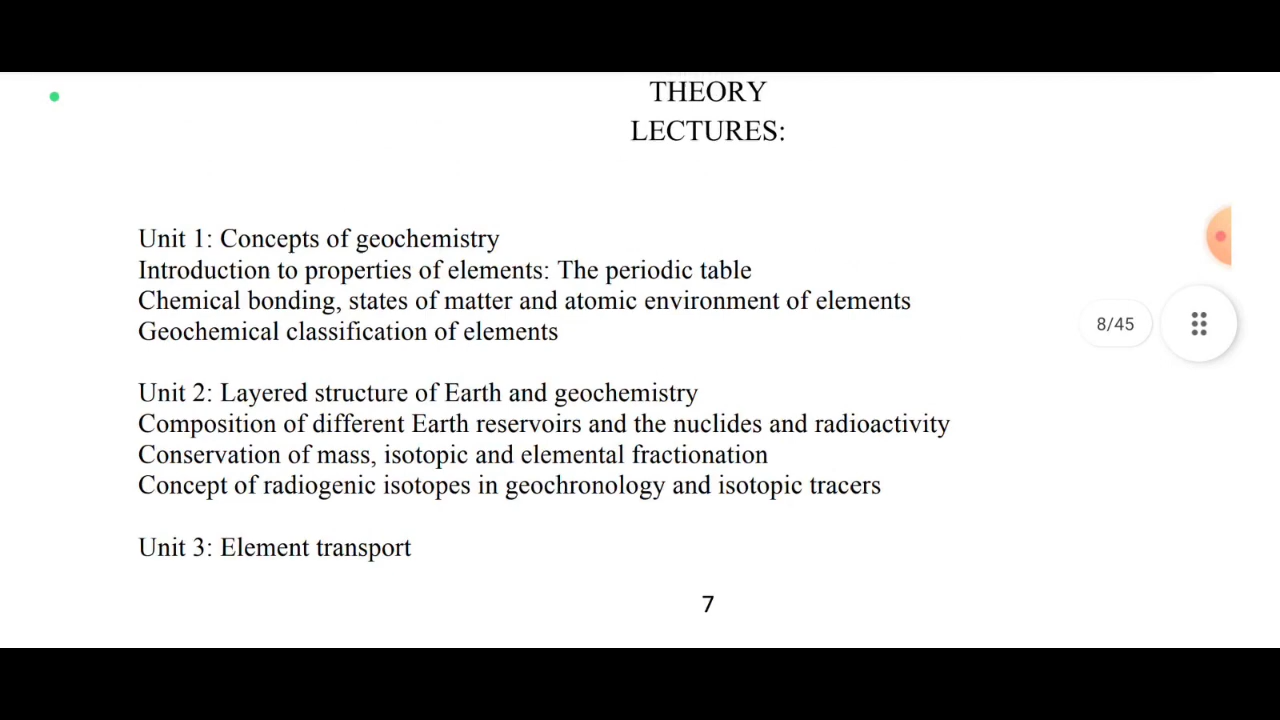 THEORY
LECTURES:
Unit 1: Concepts of geochemistry
Introduction to properties of elements: The periodic table
Chemical bonding, states of matter and atomic environment of elements
Geochemical classification of elements
8/45
Unit 2: Layered structure of Earth and geochemistry
Composition of different Earth reservoirs and the nuclides and radioactivity
Conservation of mass, isotopic and elemental fractionation
Concept of radiogenic isotopes in geochronology and isotopic tracers
Unit 3: Element transport
7